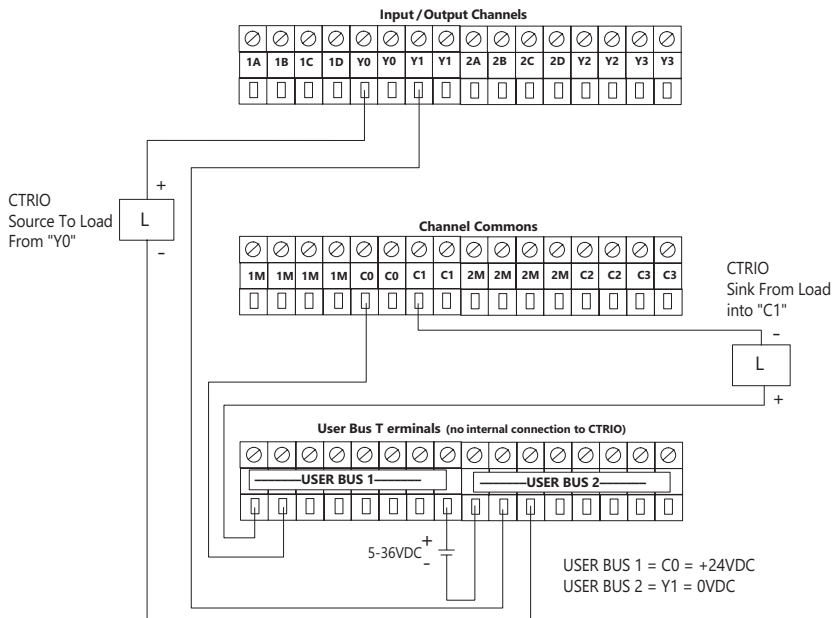 Input/Output Channels
1A 1B 1C 1D Y0 Y0 Y1 Y1 2A 2B 2C 2D Y2 Y2 Y3 Y3
+
CTRIO
Source To Load
From "Y0"
L
-
Channel Commons
1M 1M 1M 1M C0 C0 C1 C1 2M 2M 2M 2M C2 C2 C3 C3
CTRIO
Sink From Load
into "C1"
-
L
+
User Bus T erminals (no internal connection to CTRIO)
USER BUS 1
USER BUS 2
5-36VDC
+
-
USER BUS 1 = C0 = +24VDC
USER BUS 2 = Y1 = 0VDC